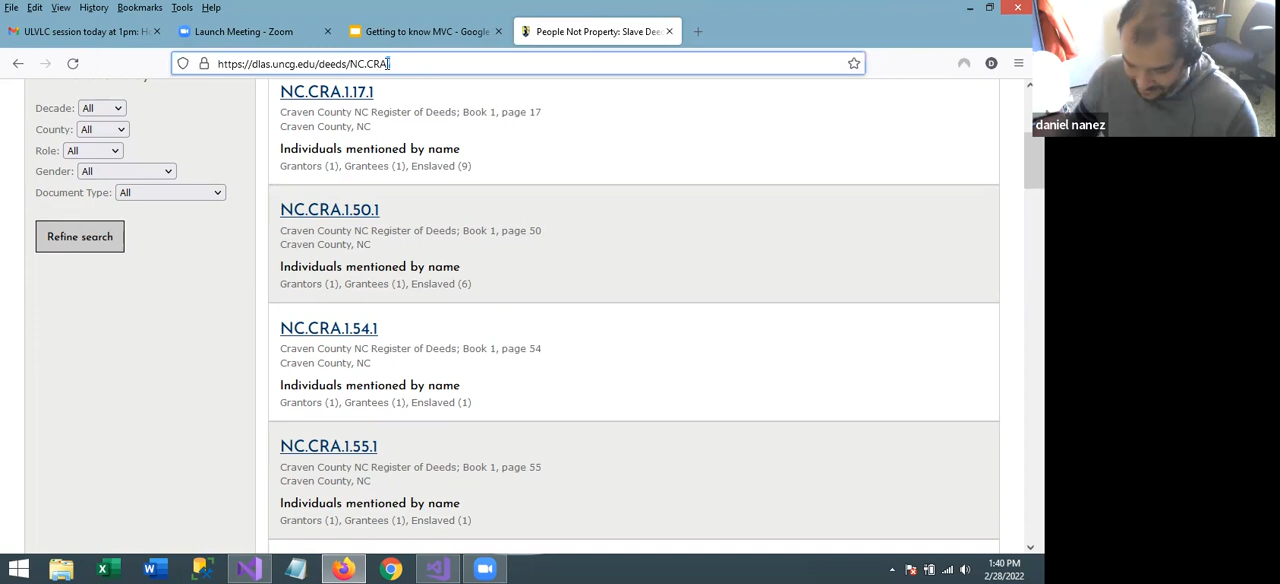 File Edit View History Bookmarks Tools Help
ULVLC session today at 1pm: H
Launch Meeting - Zoom
Getting to know MVC - Google
People Not Property: Slave Dee
https://dlas.uncg.edu/deeds/NC.CRA
daniel nanez
Decade: All
County: All
Role: All
Gender: All
Document Type: All
Refine search
NC.CRA.1.17.1
Craven County NC Register of Deeds; Book 1, page 17
Craven County, NC
Individuals mentioned by name
Grantors (1), Grantees (1), Enslaved (9)
NC.CRA.1.50.1
Craven County NC Register of Deeds; Book 1, page 50
Craven County, NC
Individuals mentioned by name
Grantors (1), Grantees (1), Enslaved (6)
NC.CRA.1.54.1
Craven County NC Register of Deeds; Book 1, page 54
Craven County, NC
Individuals mentioned by name
Grantors (1), Grantees (1), Enslaved (1)
NC.CRA.1.55.1
Craven County NC Register of Deeds; Book 1, page 55
Craven County, NC
Individuals mentioned by name
Grantors (1), Grantees (1), Enslaved (1)
1:40 PM
2/28/2022